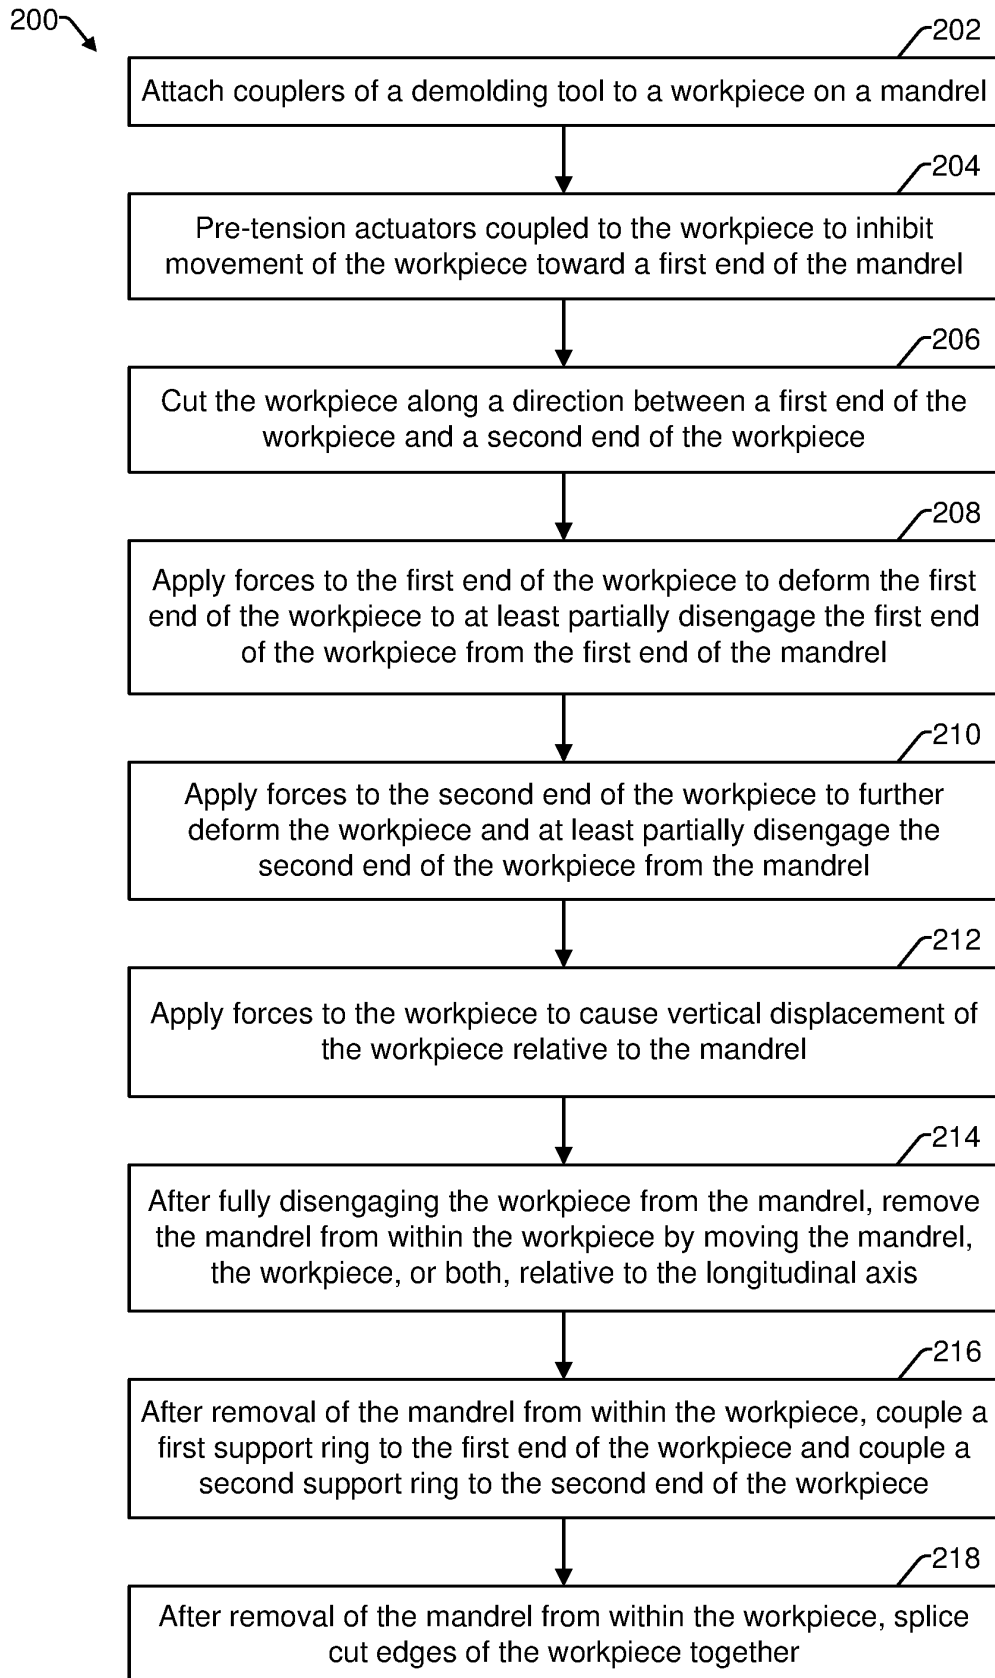 200
202
Attach couplers of a demolding tool to a workpiece on a mandrel
204
Pre-tension actuators coupled to the workpiece to inhibit
movement of the workpiece toward a first end of the mandrel
206
Cut the workpiece along a direction between a first end of the
workpiece and a second end of the workpiece
208
Apply forces to the first end of the workpiece to deform the first
end of the workpiece to at least partially disengage the first end
of the workpiece from the first end of the mandrel
210
Apply forces to the second end of the workpiece to further
deform the workpiece and at least partially disengage the
second end of the workpiece from the mandrel
212
Apply forces to the workpiece to cause vertical displacement of
the workpiece relative to the mandrel
214
After fully disengaging the workpiece from the mandrel, remove
the mandrel from within the workpiece by moving the mandrel,
the workpiece, or both, relative to the longitudinal axis
216
After removal of the mandrel from within the workpiece, couple a
first support ring to the first end of the workpiece and couple a
second support ring to the second end of the workpiece
218
After removal of the mandrel from within the workpiece, splice
cut edges of the workpiece together